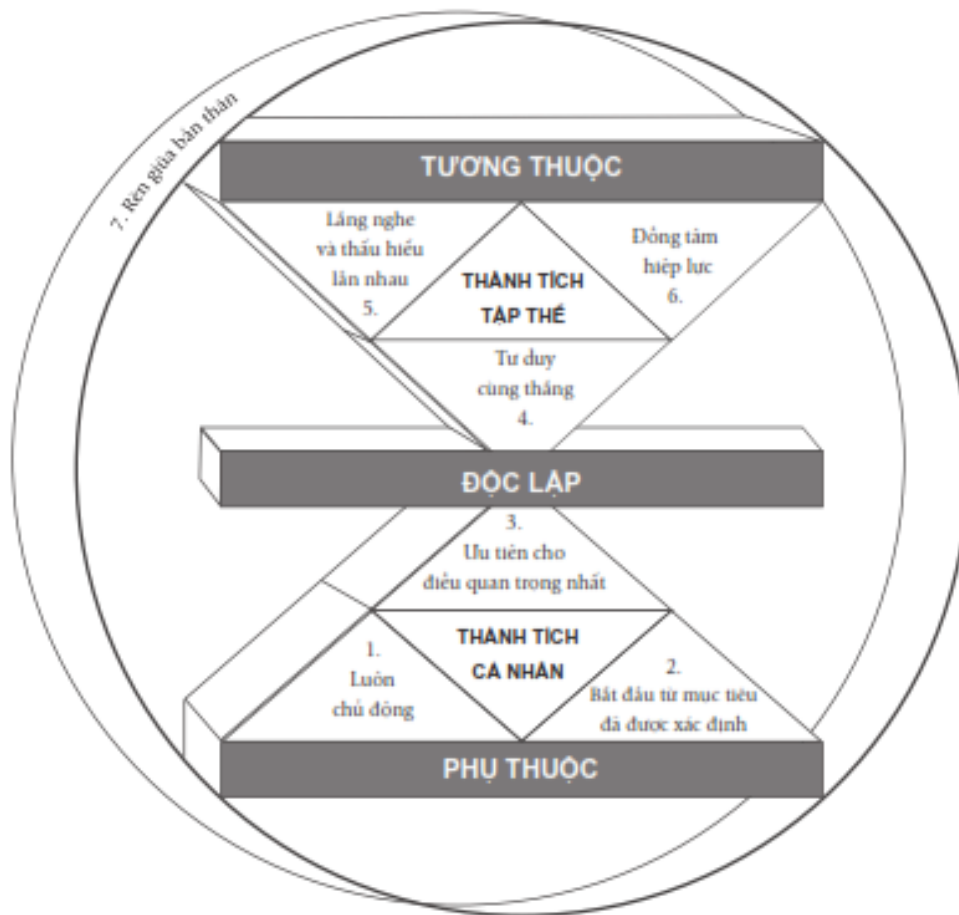 7. Rèn giũa bản thân
TƯƠNG THUỘC
Lắng nghe
và thấu hiểu
lẫn nhau
5.
THÀNH TÍCH
TẬP THỂ
Đồng tâm
hiệp lực
6.
Tư duy
cùng thắng
4.
ĐỘC LẬP
3.
Ưu tiên cho
điều quan trọng nhất
1.
Luôn
chủ động
THÀNH TÍCH
CÁ NHÂN
2.
Bắt đầu từ mục tiêu
đã được xác định
PHỤ THUỘC